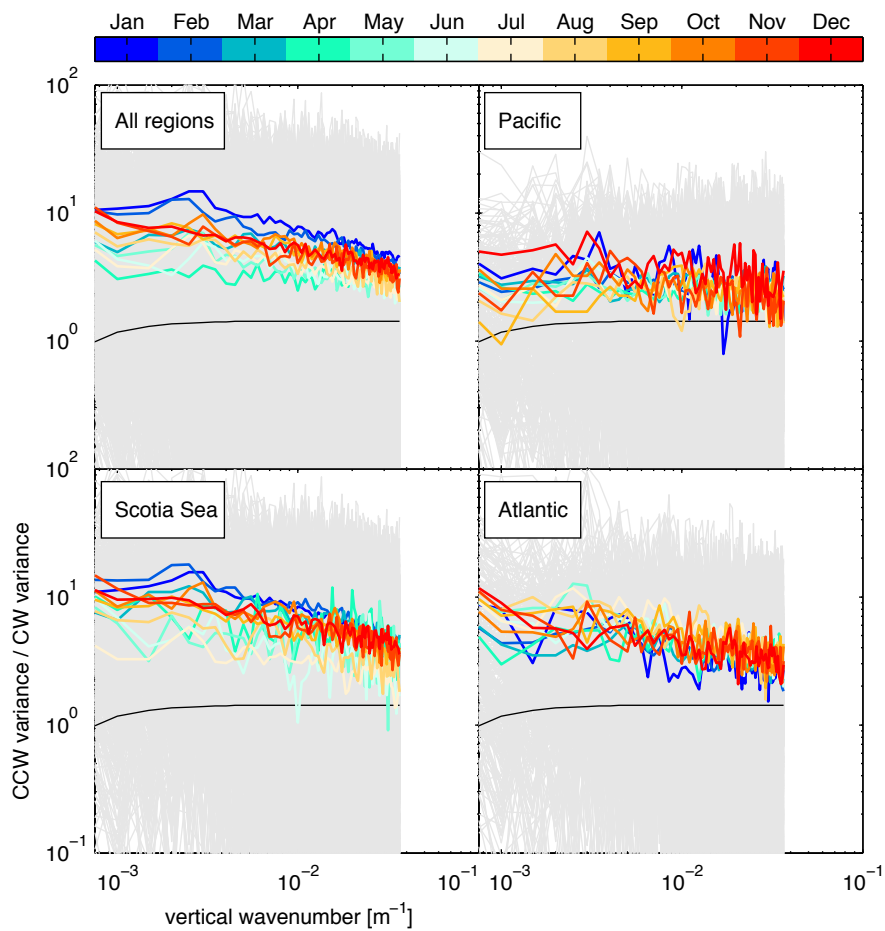 Jan Feb Mar Apr May Jun Jul Aug Sep Oct Nov Dec
10² 
All regions
Pacific
10¹
10⁰
10²
Scotia Sea
Atlantic
10¹
10⁰
10⁻¹
CCW variance / CW variance
10⁻³ 10⁻² 10⁻¹ 10⁻³ 10⁻² 10⁻¹
vertical wavenumber [m⁻¹]